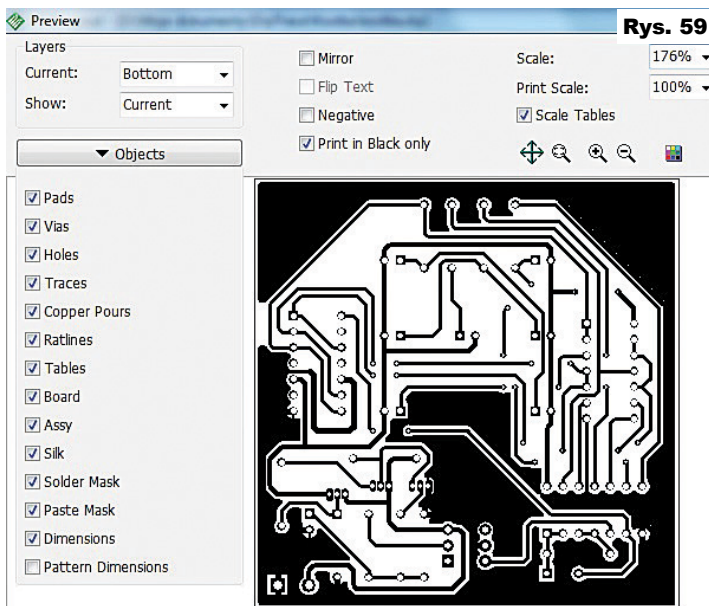 Preview
Rys. 59
Layers
Current: Bottom
Show: Current
Objects
Mirror
Flip Text
Negative
Print in Black only
Scale: 176%
Print Scale: 100%
Scale Tables
Pads
Vias
Holes
Traces
Copper Pours
Ratlines
Tables
Board
Assy
Silk
Solder Mask
Paste Mask
Dimensions
Pattern Dimensions